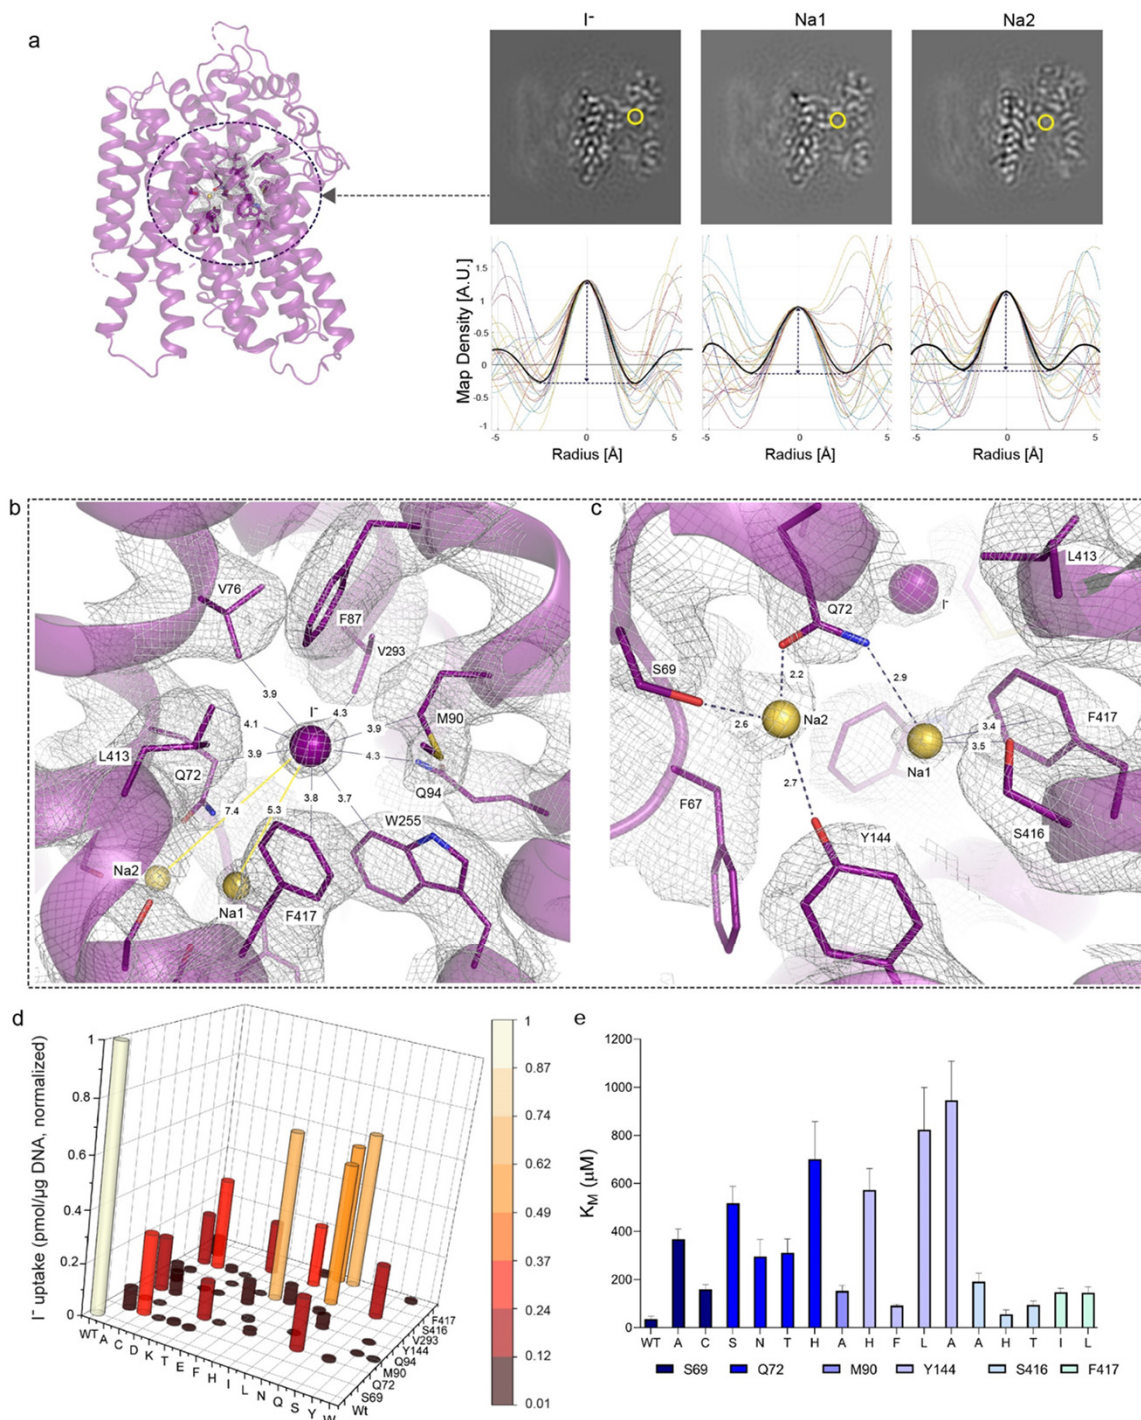 a
I⁻
Na1
Na2
Map Density [A.U.]
1.5
1
-0.5
0
-0.5
-1
-5
0
5
-5
0
5
-5
0
5
Radius [Å]
Radius [Å]
Radius [Å]
b
V76
F87
V293
3.9
4.3
I⁻
4.1
3.9
M90
L413
3.9
4.3
Q72
Q94
7.4
5.3
3.8
3.7
W255
Na2
Na1
F417
c
L413
Q72
I⁻
S69
2.2
2.9
2.6
Na2
3.4
F417
3.5
Na1
2.7
F67
S416
Y144
d
I⁻ uptake (pmol/µg DNA, normalized)
1
0.8
0.6
0.4
0.2
0
WT
A
C
D
K
T
E
F
H
I
L
N
Q
S
Y
W
F417
S416
V293
Y144
Q94
M90
Q72
S69
Wt
1
0.87
0.74
0.62
0.49
0.37
0.24
0.12
0.01
e
K_M (µM)
1200
1000
800
600
400
200
0
WT A C S N T H A H F L A A H T I L
S69 Q72 M90 Y144 S416 F417